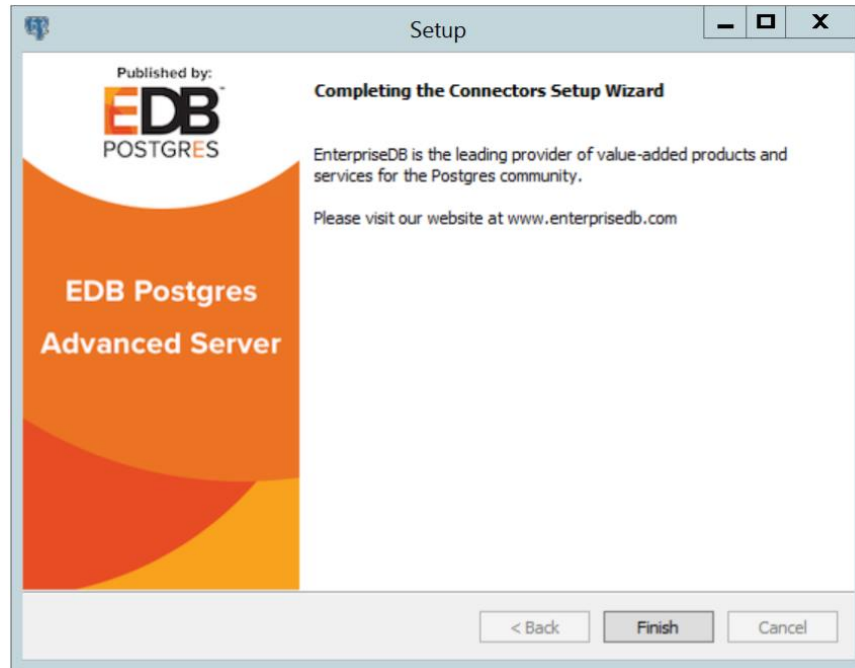 Setup
Published by:
EDB™
POSTGRES
EDB Postgres
Advanced Server
Completing the Connectors Setup Wizard
EnterpriseDB is the leading provider of value-added products and
services for the Postgres community.
Please visit our website at www.enterprisedb.com
< Back
Finish
Cancel